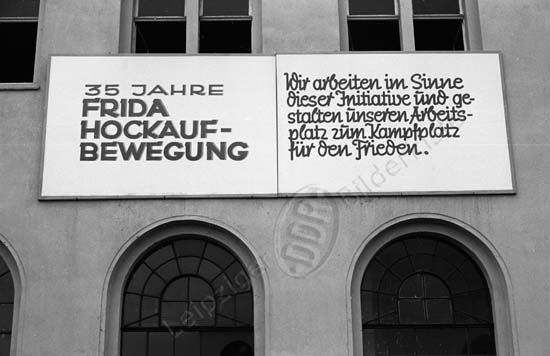 35 JAHRE
FRIDA
HOCKAUF-
BEWEGUNG
Wir arbeiten im Sinne
dieser Initiative und ge-
stalten unseren Arbeits-
platz zum Kampfplatz
für den Frieden.
DDR Bilder
Leipziger